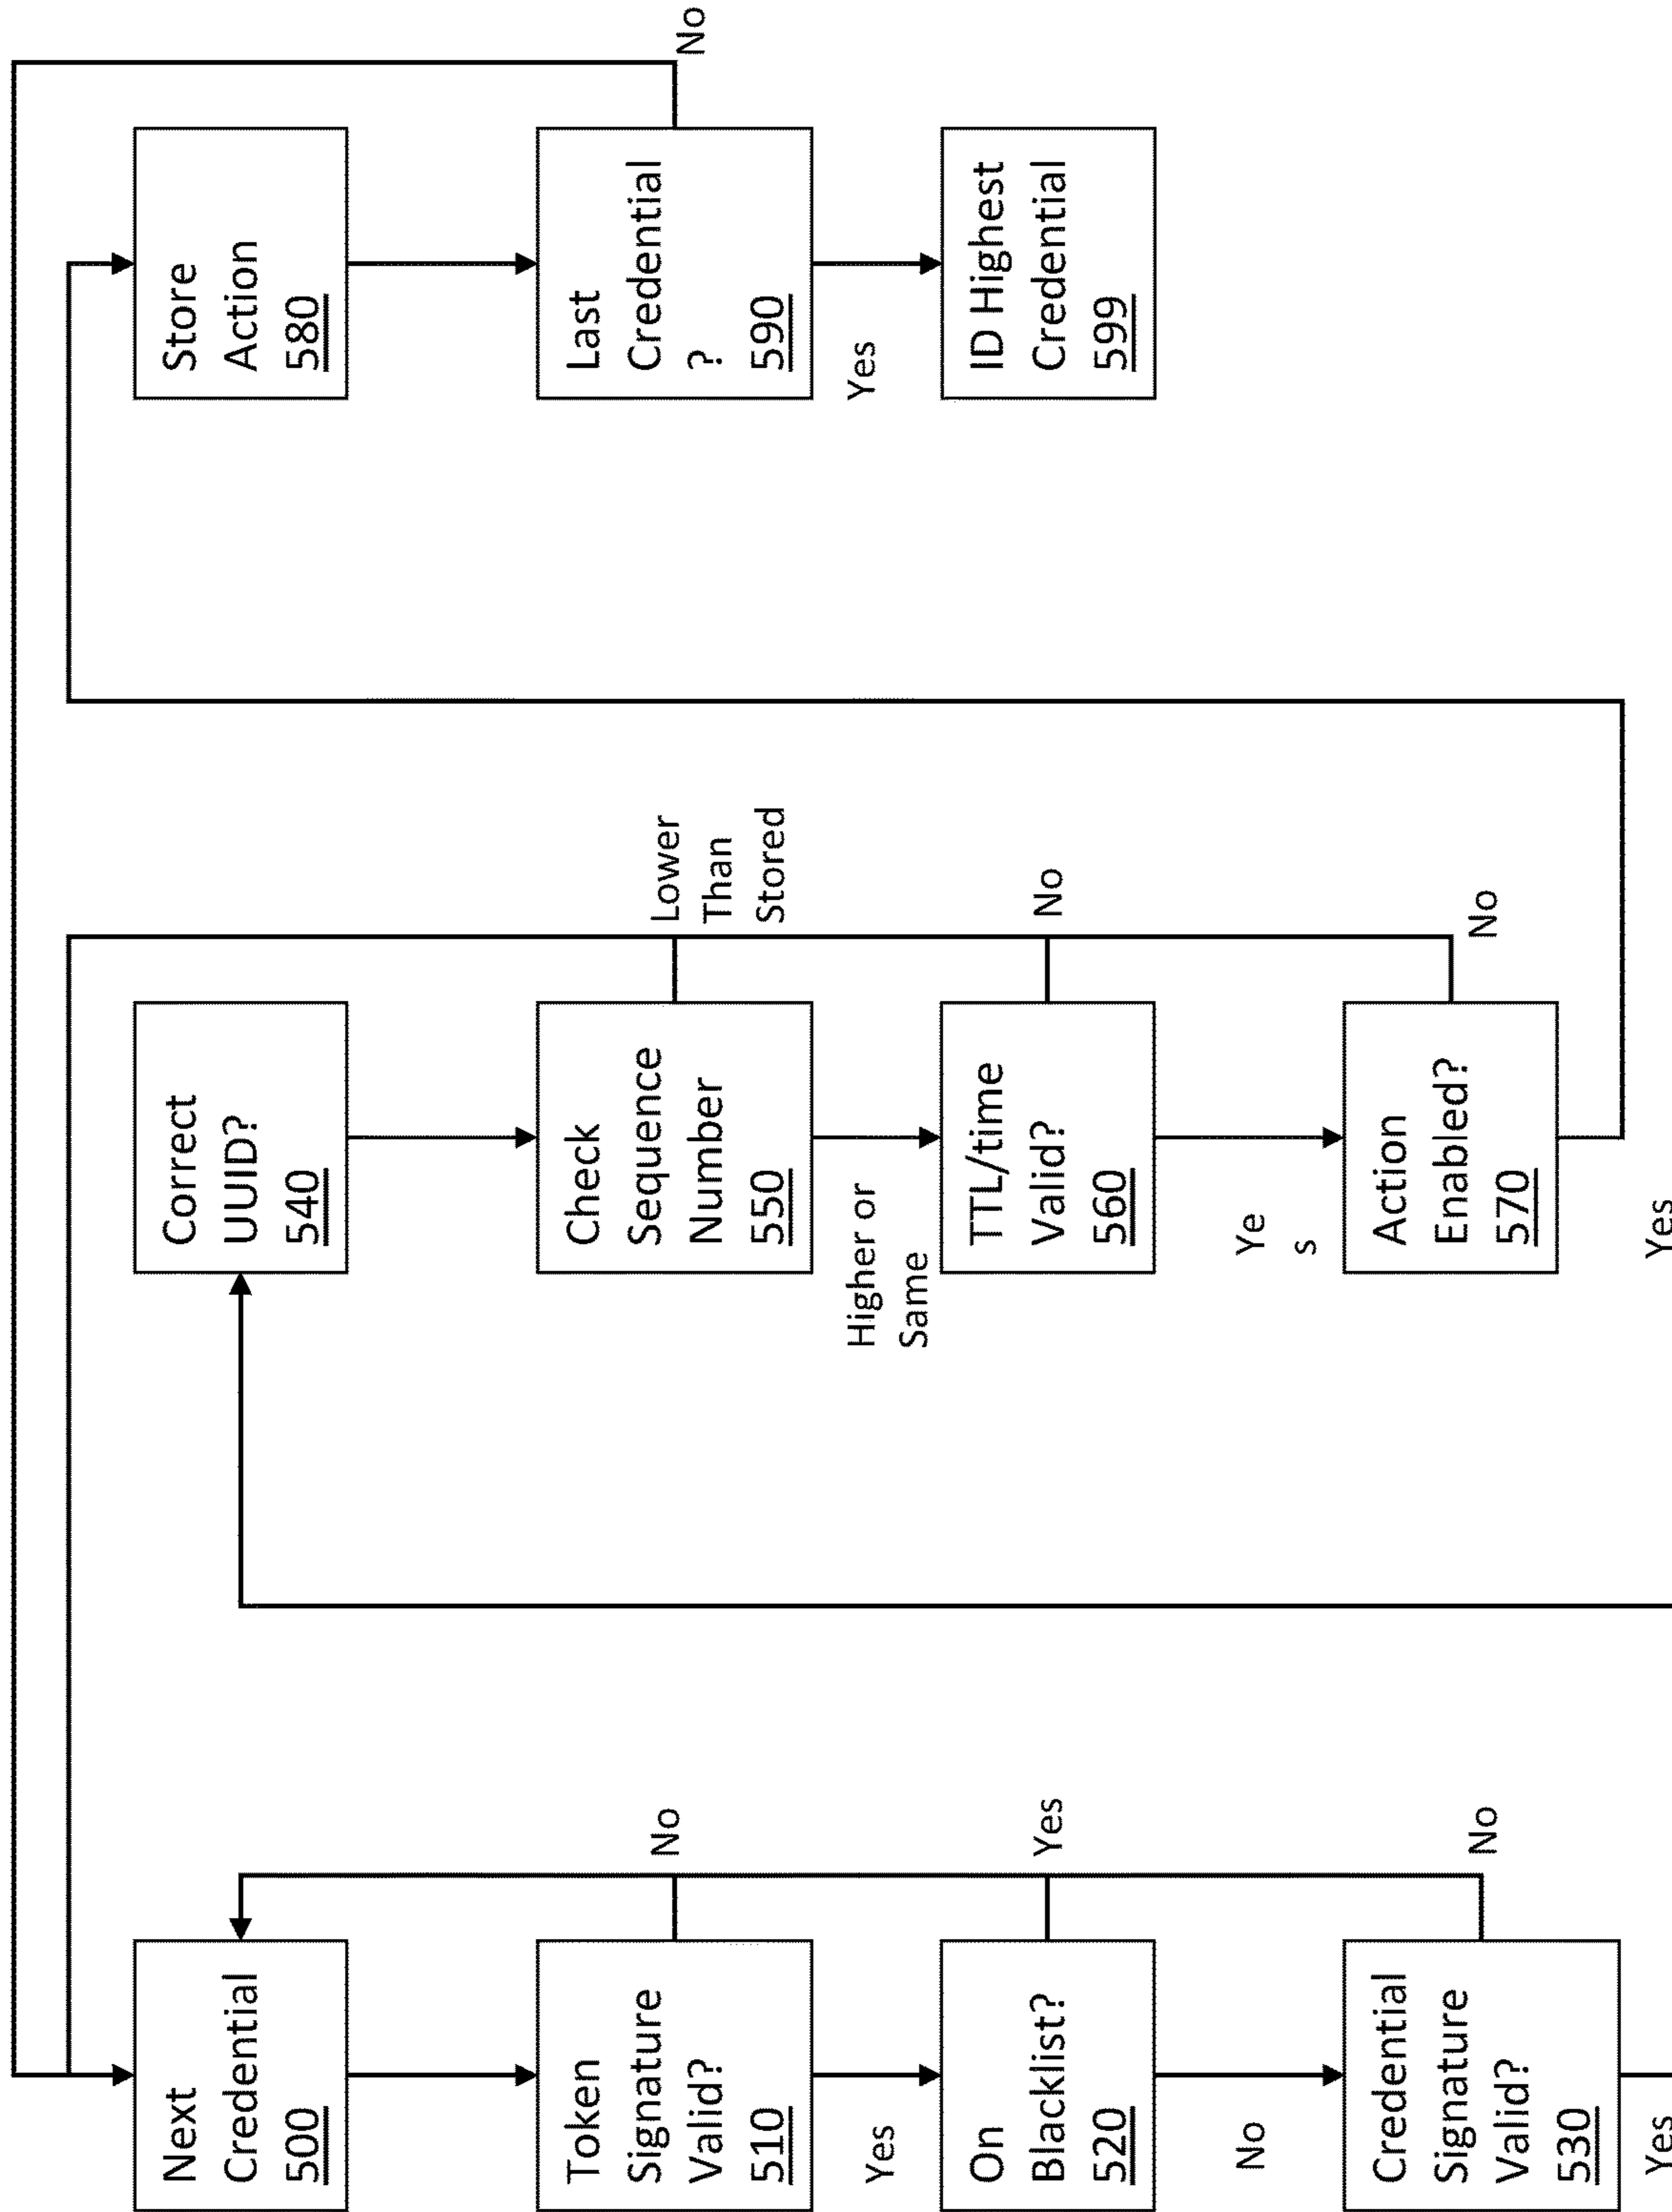 Next
Credential
500
Token
Signature
Valid?
510
No
Yes
On
Blacklist?
520
Yes
No
Credential
Signature
Valid?
530
No
Yes
Correct
UUID?
540
Check
Sequence
Number
550
Lower
Than
Stored
Higher or
Same
TTL/time
Valid?
560
No
Ye
s
Action
Enabled?
570
No
Yes
Store
Action
580
Last
Credential
?
590
No
Yes
ID Highest
Credential
599